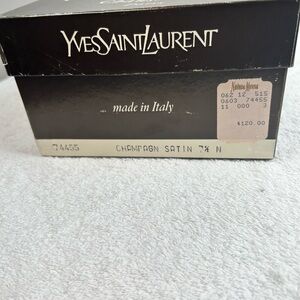 YVESSAINTLAURENT
made in Italy
Neiman Marcus
062 12 515
0603 74455
11 000 3
$120.00
74455 CHAMPAGN SATIN 7½ N